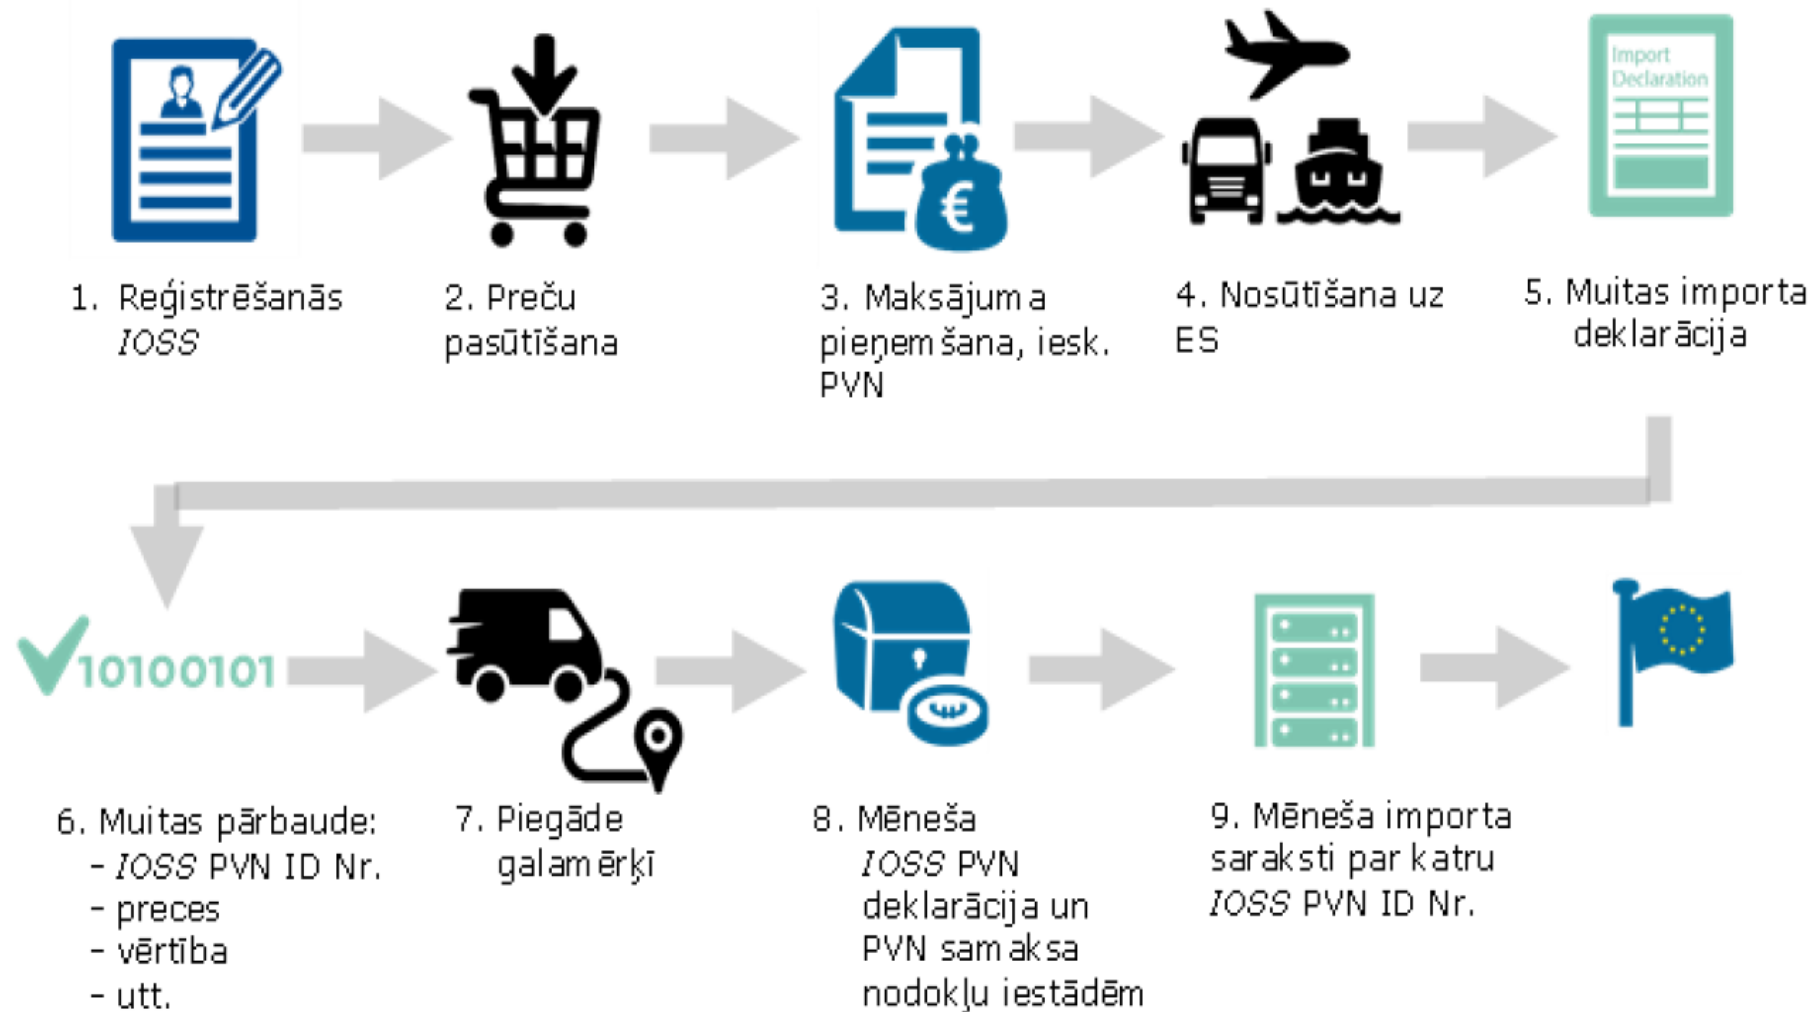 Import
Declaration
€
1. Reģistrēšanās
IOSS
2. Preču
pasūtīšana
3. Maksājuma
pieņemšana, iesk.
PVN
4. Nosūtīšana uz
ES
5. Muitas importa
deklarācija
10100101
6. Muitas pārbaude:
- IOSS PVN ID Nr.
- preces
- vērtība
- utt.
7. Piegāde
galamērķī
8. Mēneša
IOSS PVN
deklarācija un
PVN samaksa
nodokļu iestādēm
9. Mēneša importa
saraksti par katru
IOSS PVN ID Nr.